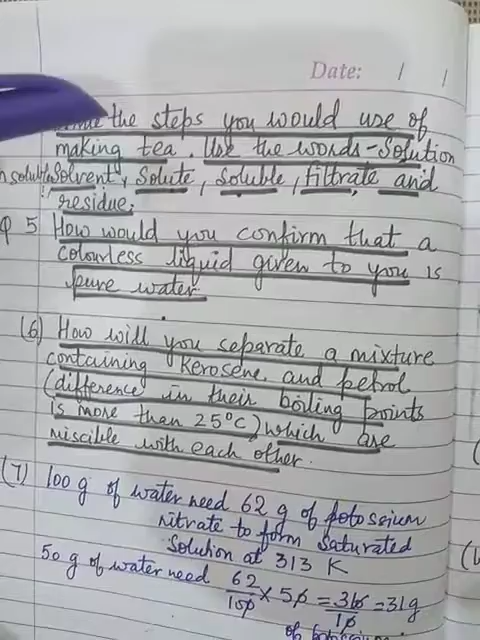 Date: / /
the steps you would use of
making tea. Use the words-Solution
Solvent, Solute, Soluble, filtrate and
residue.
Q 5 How would you confirm that a
colourless liquid given to you is
pure water.
(6) How will you separate a mixture
containing Kerosene and petrol
(difference in their boiling points
is more than 25°C) which are
miscible with each other.
(7) 100 g of water need 62 g of potossium
nitrate to form saturated
Solution at 313 K
50 g of water need 62/100 × 50 = 310/10 = 31g
of